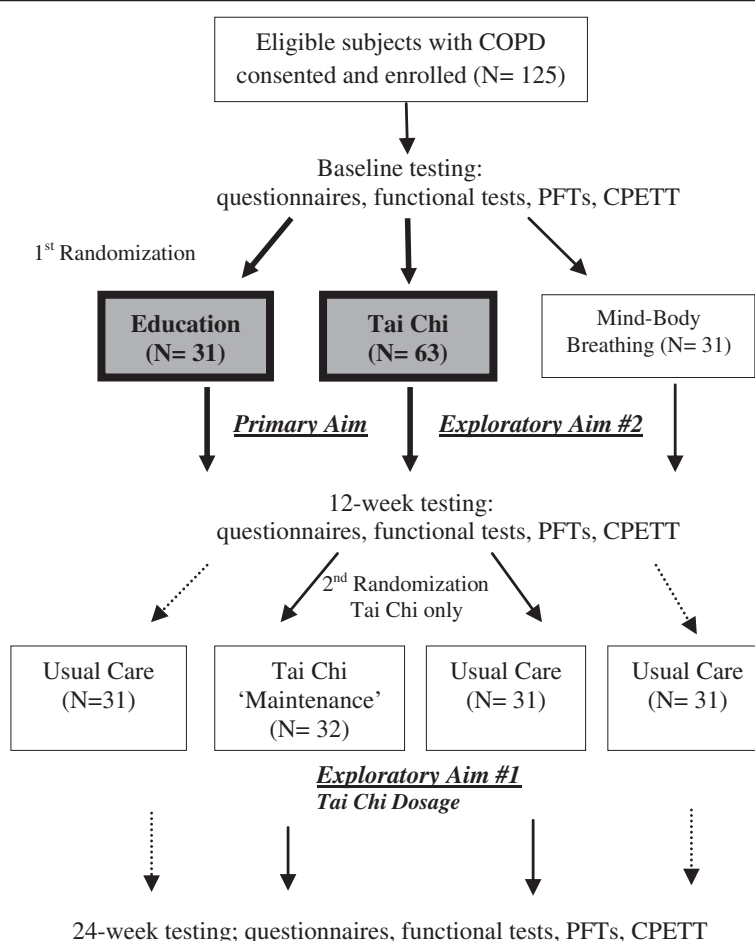 Eligible subjects with COPD
consented and enrolled (N= 125)
Baseline testing:
questionnaires, functional tests, PFTs, CPETT
1st Randomization
Education
(N= 31)
Tai Chi
(N= 63)
Mind-Body
Breathing (N= 31)
Primary Aim
Exploratory Aim #2
12-week testing:
questionnaires, functional tests, PFTs, CPETT
2nd Randomization
Tai Chi only
Usual Care
(N=31)
Tai Chi
‘Maintenance’
(N= 32)
Usual Care
(N= 31)
Usual Care
(N= 31)
Exploratory Aim #1
Tai Chi Dosage
24-week testing; questionnaires, functional tests, PFTs, CPETT